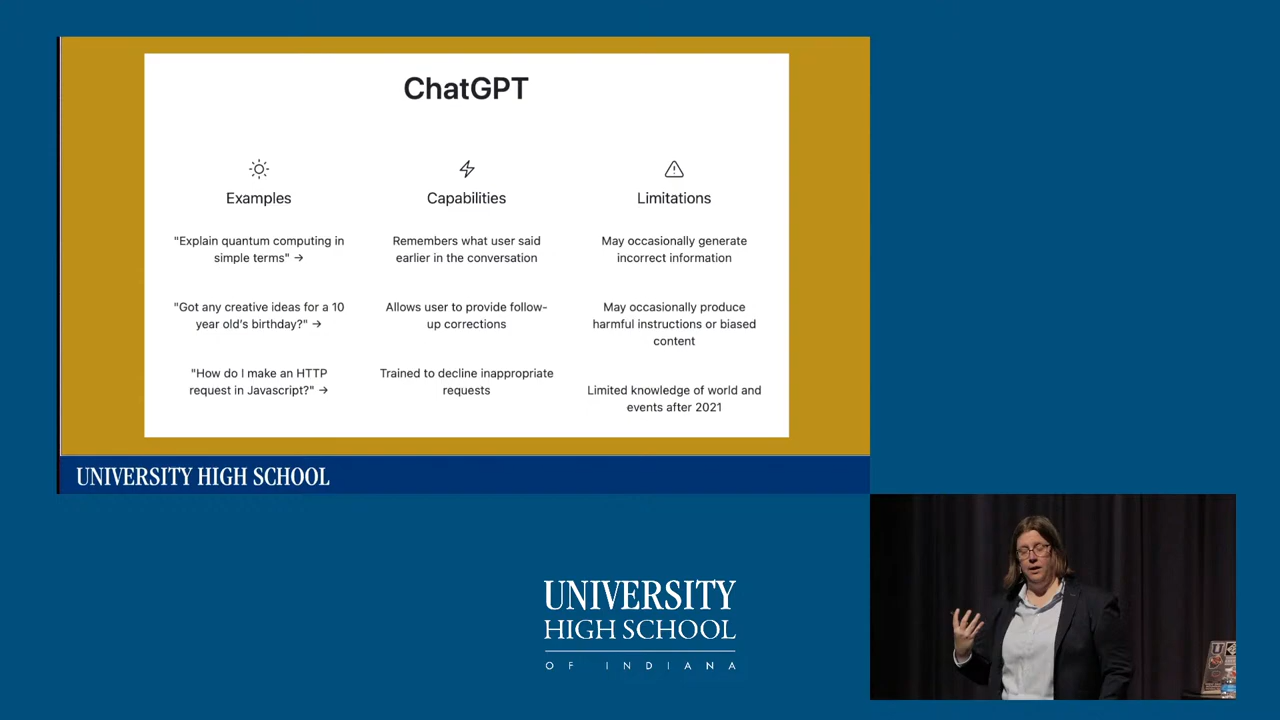 ChatGPT
Examples
"Explain quantum computing in
simple terms" →
"Got any creative ideas for a 10
year old's birthday?" →
"How do I make an HTTP
request in Javascript?" →
Capabilities
Remembers what user said
earlier in the conversation
Allows user to provide follow-
up corrections
Trained to decline inappropriate
requests
Limitations
May occasionally generate
incorrect information
May occasionally produce
harmful instructions or biased
content
Limited knowledge of world and
events after 2021
UNIVERSITY HIGH SCHOOL
UNIVERSITY
HIGH SCHOOL
OF INDIANA